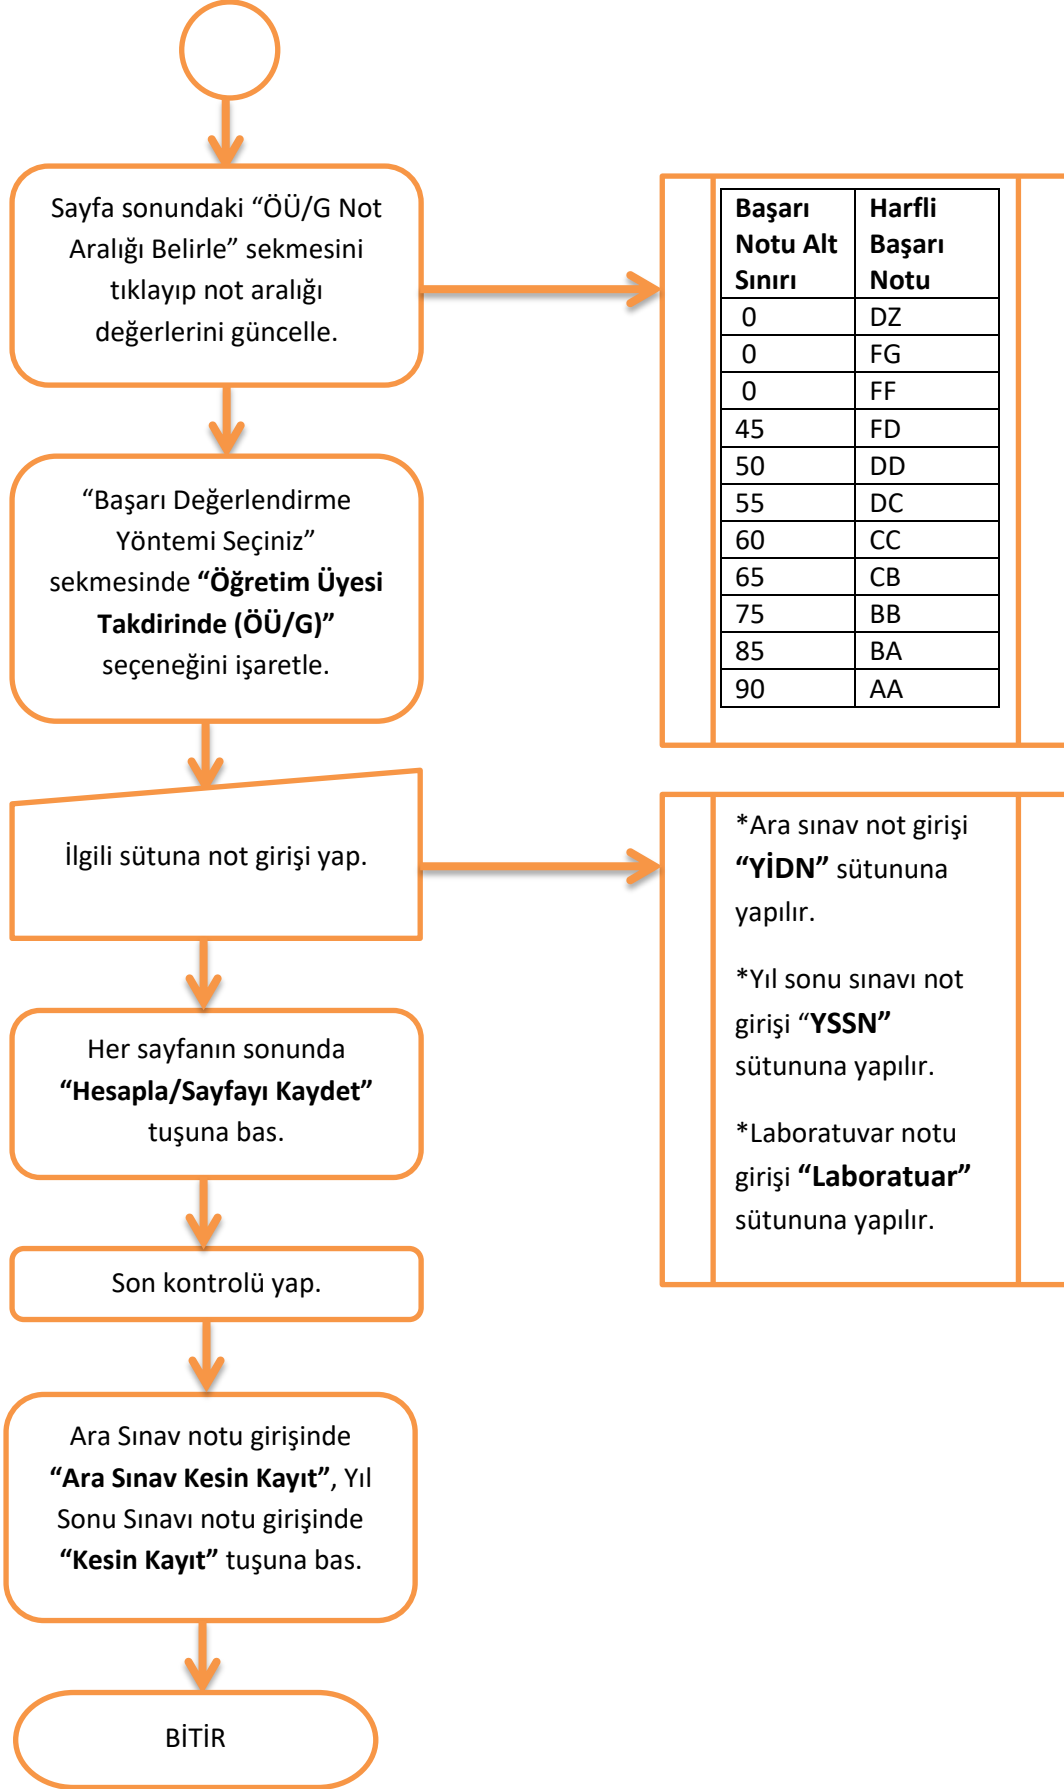 Sayfa sonundaki “ÖÜ/G Not
Aralığı Belirle” sekmesini
tıklayıp not aralığı
değerlerini güncelle.
Başarı Notu Alt Sınırı Harfli Başarı Notu
0 DZ
0 FG
0 FF
45 FD
50 DD
55 DC
60 CC
65 CB
75 BB
85 BA
90 AA
“Başarı Değerlendirme
Yöntemi Seçiniz”
sekmesinde “Öğretim Üyesi
Takdirinde (ÖÜ/G)”
seçeneğini işaretle.
İlgili sütuna not girişi yap.
*Ara sınav not girişi
“YİDN” sütununa
yapılır.
*Yıl sonu sınavı not
girişi “YSSN”
sütununa yapılır.
*Laboratuvar notu
girişi “Laboratuar”
sütununa yapılır.
Her sayfanın sonunda
“Hesapla/Sayfayı Kaydet”
tuşuna bas.
Son kontrolü yap.
Ara Sınav notu girişinde
“Ara Sınav Kesin Kayıt”, Yıl
Sonu Sınavı notu girişinde
“Kesin Kayıt” tuşuna bas.
BİTİR